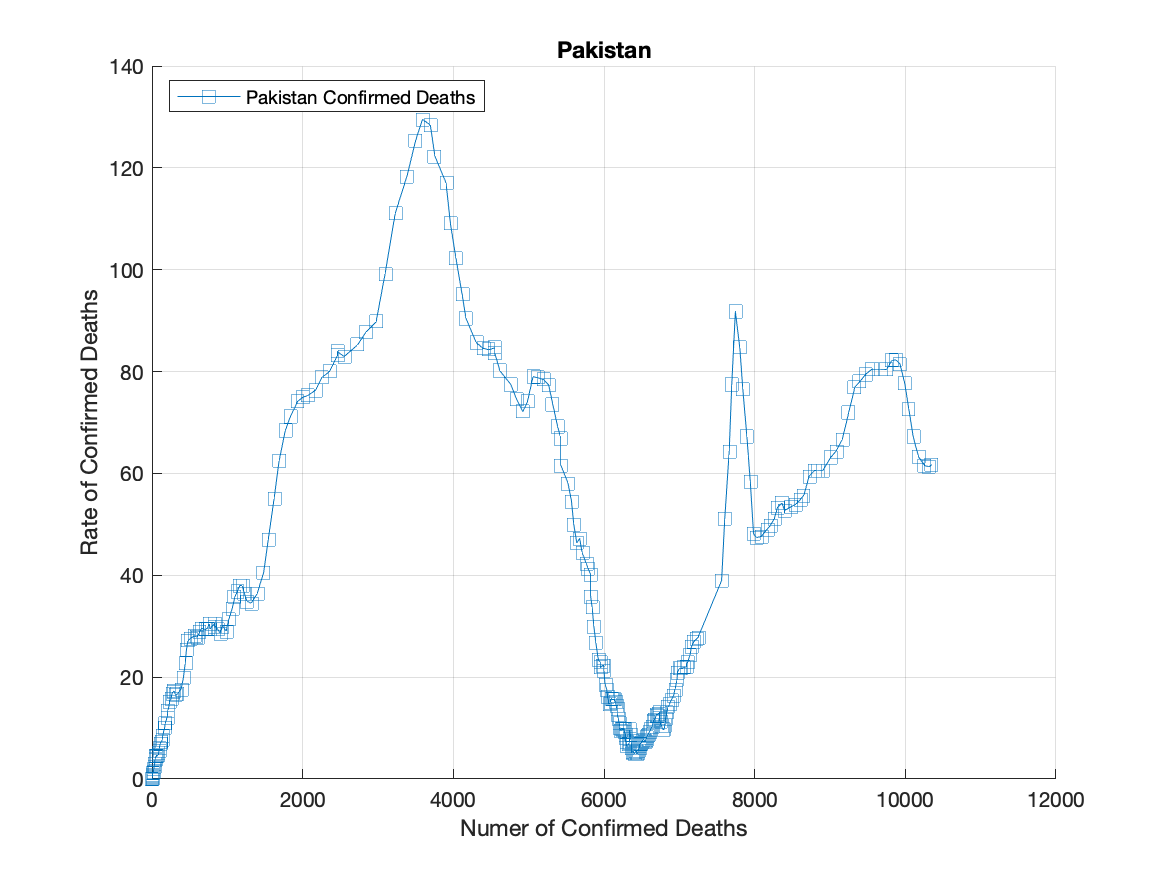 Pakistan
Pakistan Confirmed Deaths
140
120
100
80
60
40
20
0
Rate of Confirmed Deaths
0 2000 4000 6000 8000 10000 12000
Numer of Confirmed Deaths